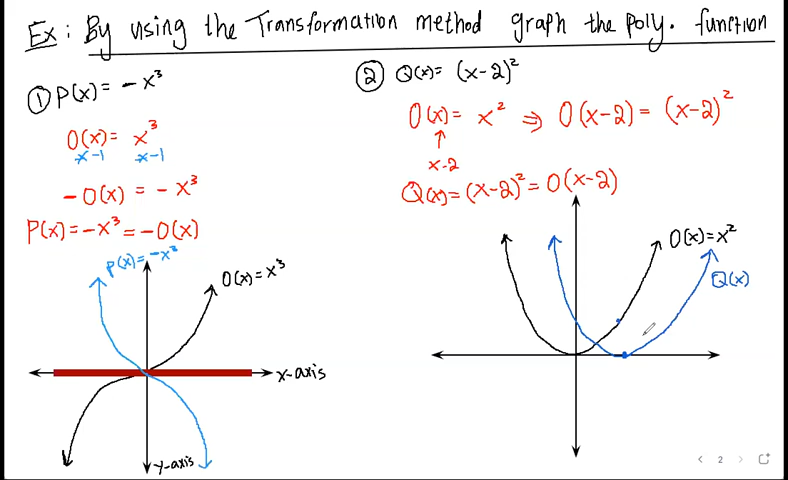 Ex: By using the Transformation method graph the poly. function
① P(x) = -x³
O(x) = x³
x-1 x-1
-O(x) = -x³
P(x) = -x³ = -O(x)
P(x) = -x³
O(x) = x³
x-axis
y-axis
② Q(x) = (x-2)²
O(x) = x² ⇒ O(x-2) = (x-2)²
↑
x-2
Q(x) = (x-2)² = O(x-2)
O(x) = x²
Q(x)
< 2 >